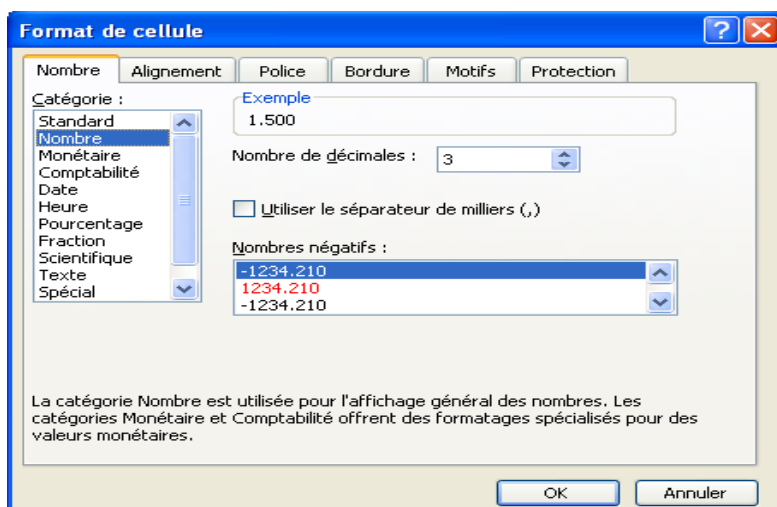 Format de cellule
Nombre Alignement Police Bordure Motifs Protection
Catégorie :
Standard
Nombre
Monétaire
Comptabilité
Date
Heure
Pourcentage
Fraction
Scientifique
Texte
Spécial
Exemple
1.500
Nombre de décimales : 3
Utiliser le séparateur de milliers (,)
Nombres négatifs :
-1234.210
1234.210
-1234.210
La catégorie Nombre est utilisée pour l'affichage général des nombres. Les
catégories Monétaire et Comptabilité offrent des formatages spécialisés pour des
valeurs monétaires.
OK Annuler